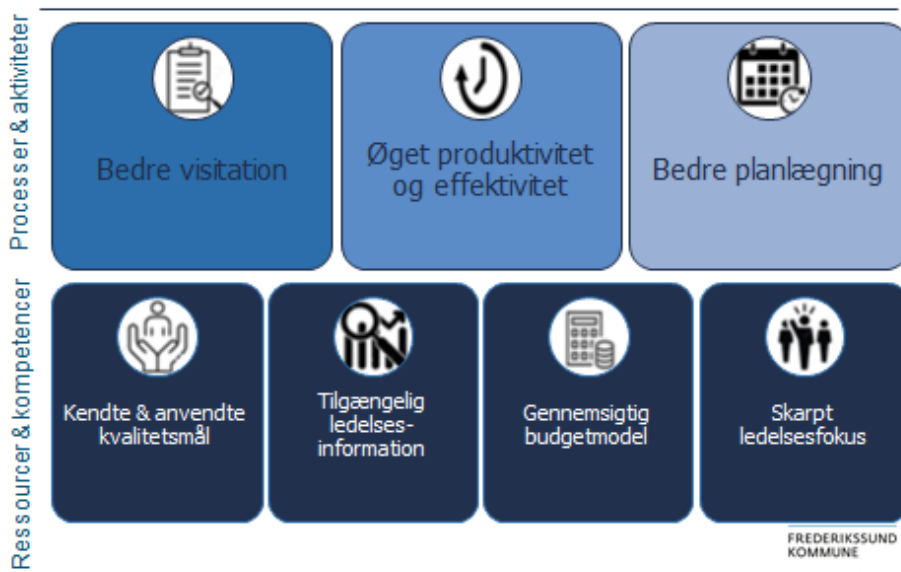 Processer & aktiviteter
Bedre visitation
Øget produktivitet
og effektivitet
Bedre planlægning
Ressourcer & kompetencer
Kendte & anvendte
kvalitetsmål
Tilgængelig
ledelses-
information
Gennemsigtig
budgetmodel
Skarpt
ledelsesfokus
FREDERIKSSUND
KOMMUNE